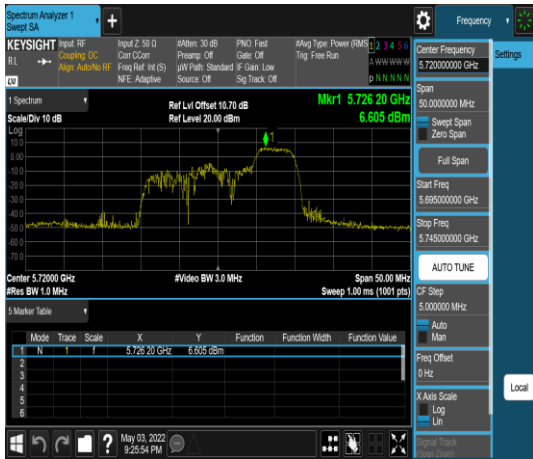 Spectrum Analyzer 1
Swept SA
Frequency
KEYSIGHT
Input: RF
Input Z: 50 Ω
#Atten: 30 dB
PNO: Fast
#Avg Type: Power (RMS
1 2 3 4 5 6
R L
Coupling: DC
Corr CCorr
Preamp: Off
Gate: Off
Trig: Free Run
A WW WWW
Align: Auto/No RF
Freq Ref: Int (S)
µW Path: Standard
IF Gain: Low
NFE: Adaptive
Source: Off
Sig Track: Off
p N N N N N
LXI
1 Spectrum
Ref Lvl Offset 10.70 dB
Mkr1 5.726 20 GHz
Scale/Div 10 dB
Ref Level 20.00 dBm
6.605 dBm
Log
1
10.0
0.00
-10.0
-20.0
-30.0
-40.0
-50.0
-60.0
-70.0
Center 5.72000 GHz
#Video BW 3.0 MHz
Span 50.00 MHz
#Res BW 1.0 MHz
Sweep 1.00 ms (1001 pts)
5 Marker Table
Mode Trace Scale X Y Function Function Width Function Value
1 N 1 f 5.726 20 GHz 6.605 dBm
2
3
4
5
6
May 03, 2022
9:25:54 PM
Center Frequency
5.720000000 GHz
Settings
Span
50.0000000 MHz
Swept Span
Zero Span
Full Span
Start Freq
5.695000000 GHz
Stop Freq
5.745000000 GHz
AUTO TUNE
CF Step
5.000000 MHz
Auto
Man
Freq Offset
0 Hz
Local
X Axis Scale
Log
Lin
Signal Track